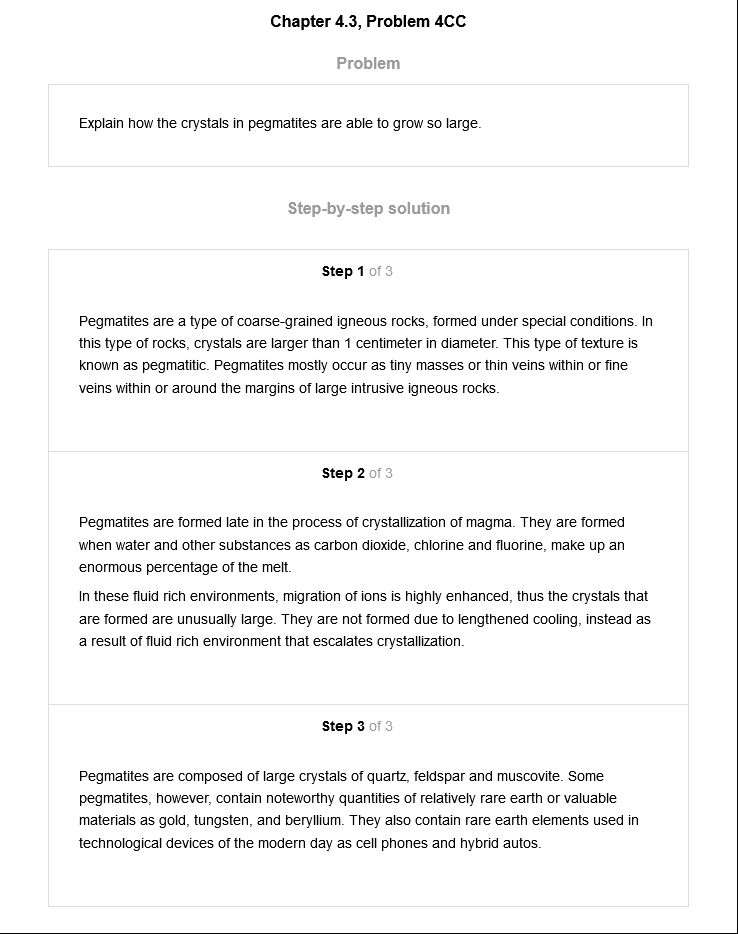 Chapter 4.3, Problem 4CC
Problem
Explain how the crystals in pegmatites are able to grow so large.
Step-by-step solution
Step 1 of 3
Pegmatites are a type of coarse-grained igneous rocks, formed under special conditions. In
this type of rocks, crystals are larger than 1 centimeter in diameter. This type of texture is
known as pegmatitic. Pegmatites mostly occur as tiny masses or thin veins within or fine
veins within or around the margins of large intrusive igneous rocks.
Step 2 of 3
Pegmatites are formed late in the process of crystallization of magma. They are formed
when water and other substances as carbon dioxide, chlorine and fluorine, make up an
enormous percentage of the melt.
In these fluid rich environments, migration of ions is highly enhanced, thus the crystals that
are formed are unusually large. They are not formed due to lengthened cooling, instead as
a result of fluid rich environment that escalates crystallization.
Step 3 of 3
Pegmatites are composed of large crystals of quartz, feldspar and muscovite. Some
pegmatites, however, contain noteworthy quantities of relatively rare earth or valuable
materials as gold, tungsten, and beryllium. They also contain rare earth elements used in
technological devices of the modern day as cell phones and hybrid autos.